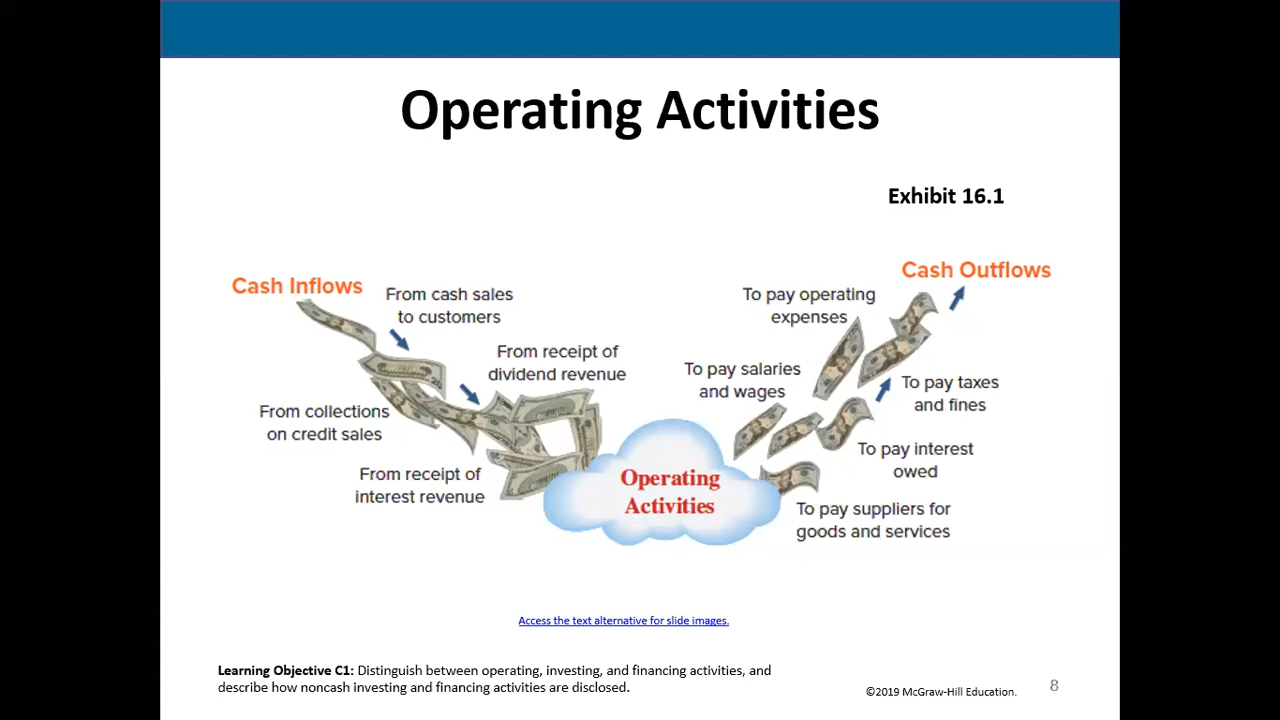 Operating Activities
Exhibit 16.1
Cash Inflows
From cash sales
to customers
From receipt of
dividend revenue
From collections
on credit sales
From receipt of
interest revenue
Operating
Activities
Cash Outflows
To pay operating
expenses
To pay salaries
and wages
To pay taxes
and fines
To pay interest
owed
To pay suppliers for
goods and services
Access the text alternative for slide images.
Learning Objective C1: Distinguish between operating, investing, and financing activities, and
describe how noncash investing and financing activities are disclosed.
©2019 McGraw-Hill Education.
8